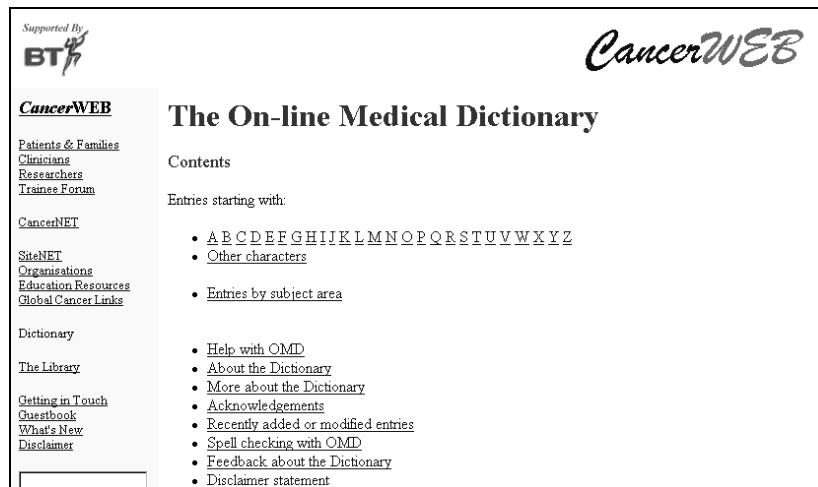 Supported By
BT
CancerWEB
CancerWEB
Patients & Families
Clinicians
Researchers
Trainee Forum
CancerNET
SiteNET
Organisations
Education Resources
Global Cancer Links
Dictionary
The Library
Getting in Touch
Guestbook
What's New
Disclaimer
The On-line Medical Dictionary
Contents
Entries starting with:
A B C D E F G H I J K L M N O P Q R S T U V W X Y Z
Other characters
Entries by subject area
Help with OMD
About the Dictionary
More about the Dictionary
Acknowledgements
Recently added or modified entries
Spell checking with OMD
Feedback about the Dictionary
Disclaimer statement